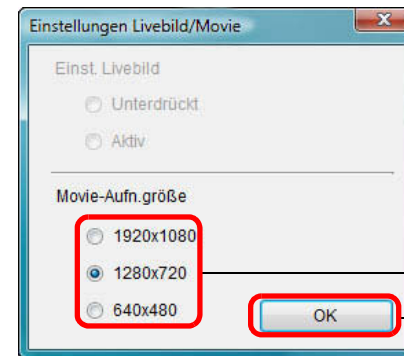 Einstellungen Livebild/Movie
Einst. Livebild
Unterdrückt
Aktiv
Movie-Aufn.größe
1920x1080
1280x720
640x480
OK